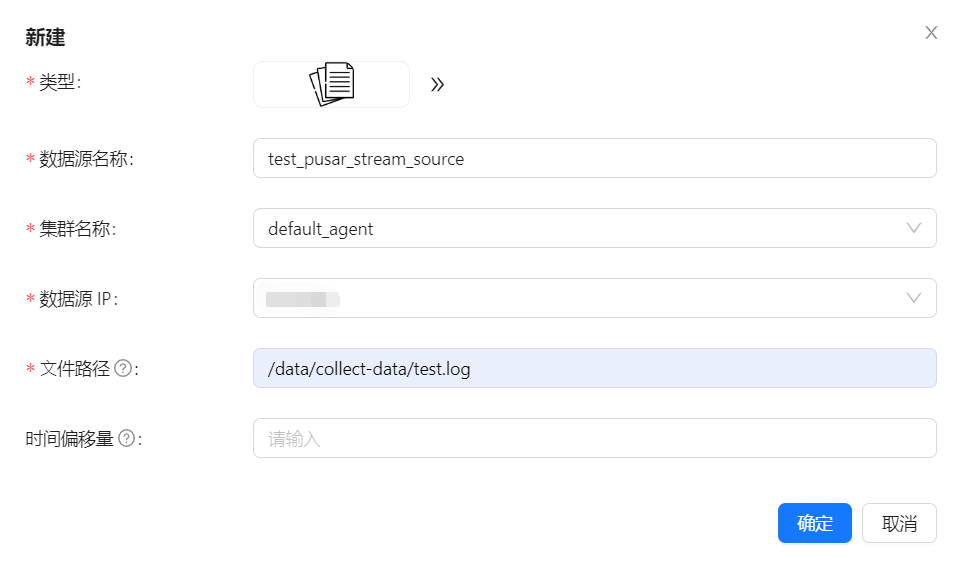 新建
* 类型:
* 数据源名称: test_pusar_stream_source
* 集群名称: default_agent
* 数据源 IP:
* 文件路径 ? : /data/collect-data/test.log
时间偏移量 ? : 请输入
确定 取消